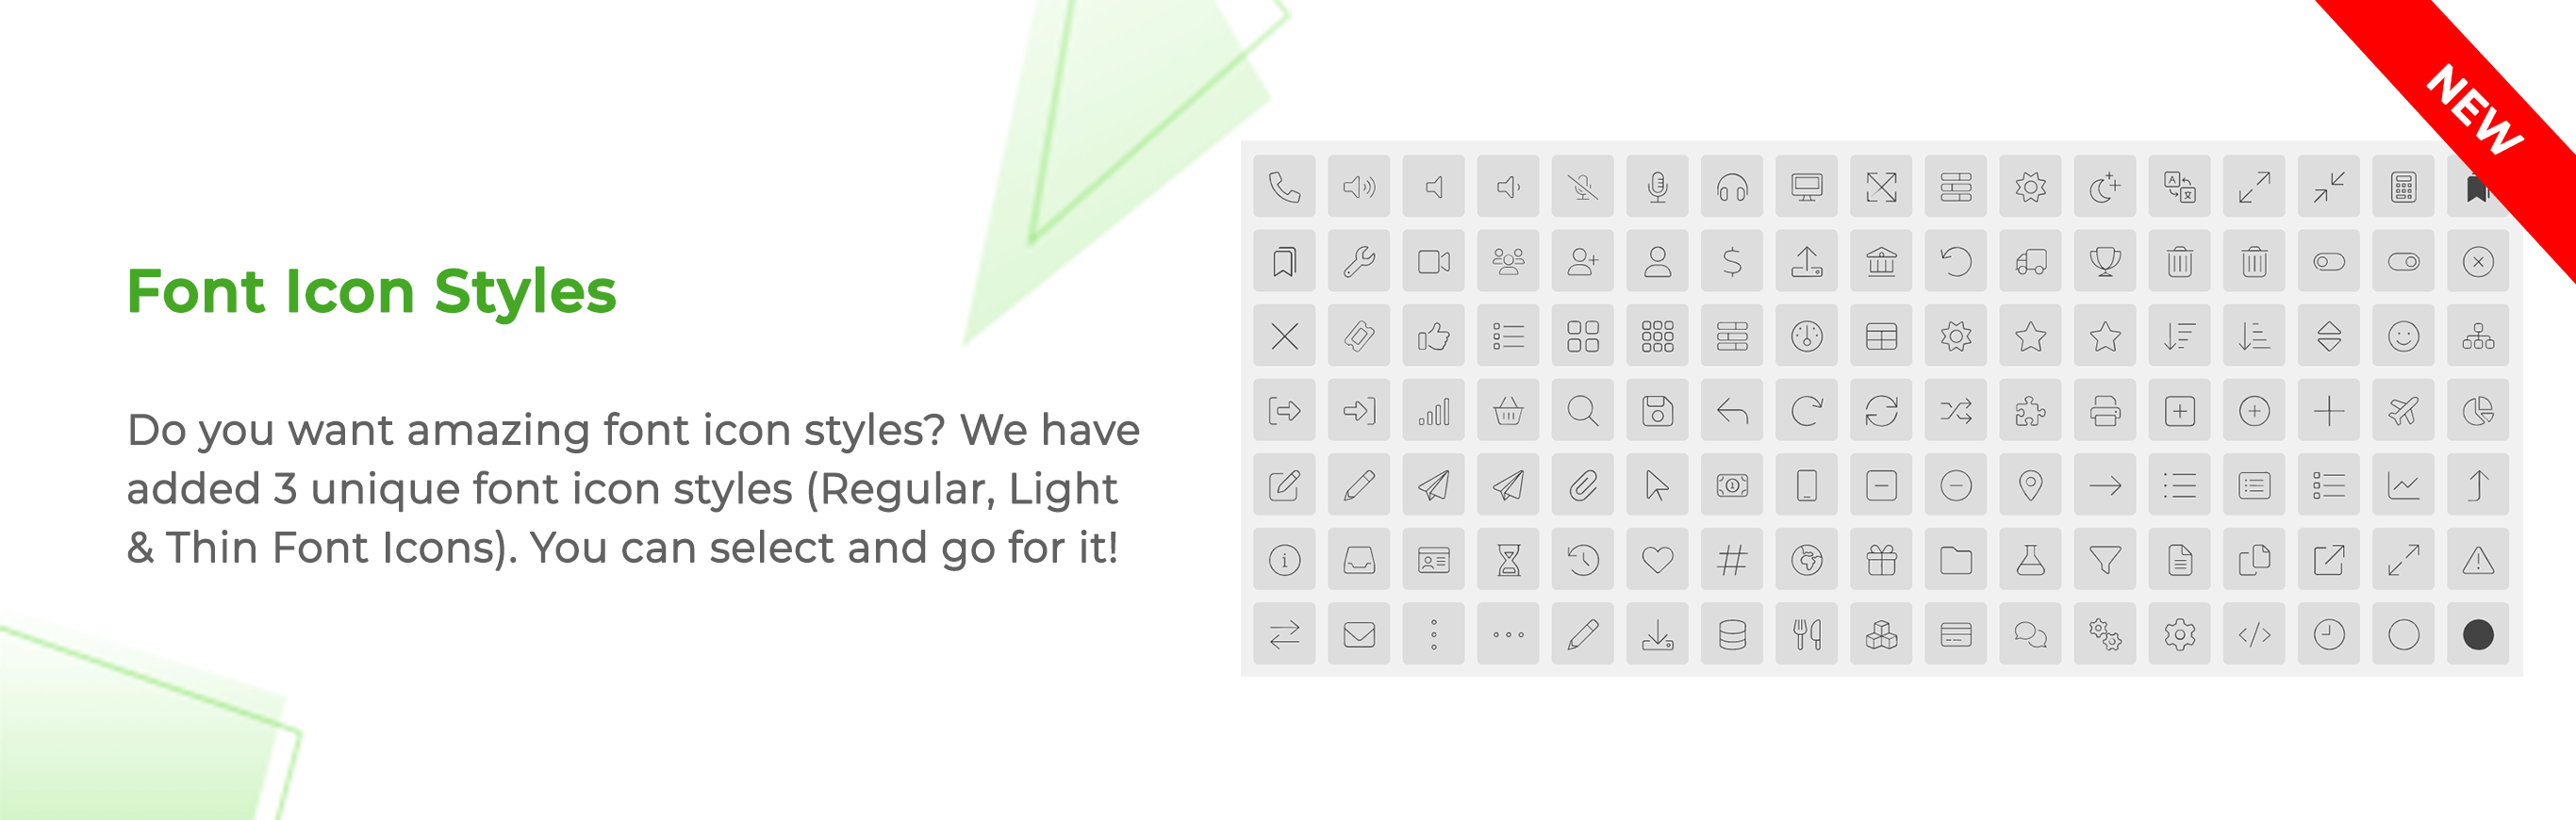 Font Icon Styles
Do you want amazing font icon styles? We have
added 3 unique font icon styles (Regular, Light
& Thin Font Icons). You can select and go for it!
NEW